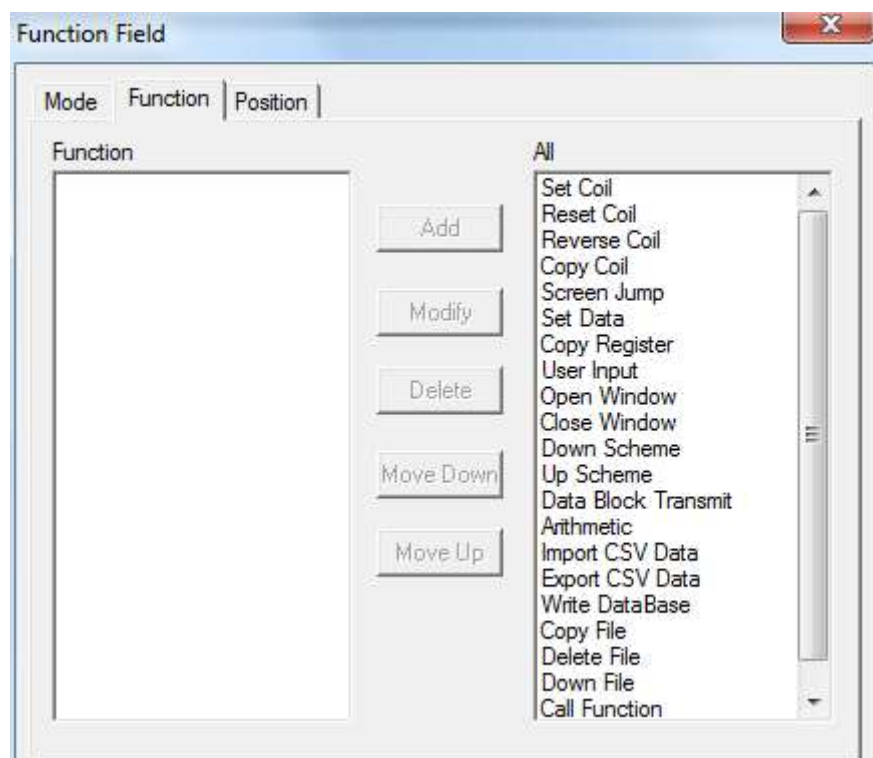 Function Field
Mode Function Position
Function
All
Add
Modify
Delete
Move Down
Move Up
Set Coil
Reset Coil
Reverse Coil
Copy Coil
Screen Jump
Set Data
Copy Register
User Input
Open Window
Close Window
Down Scheme
Up Scheme
Data Block Transmit
Arithmetic
Import CSV Data
Export CSV Data
Write DataBase
Copy File
Delete File
Down File
Call Function